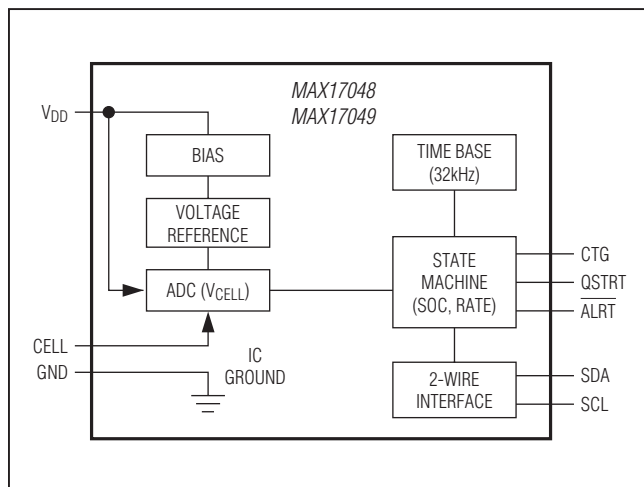 MAX17048
MAX17049
VDD
BIAS
TIME BASE
(32kHz)
VOLTAGE
REFERENCE
STATE
MACHINE
(SOC, RATE)
CTG
QSTRT
ALRT
ADC (VCELL)
CELL
GND
IC
GROUND
2-WIRE
INTERFACE
SDA
SCL